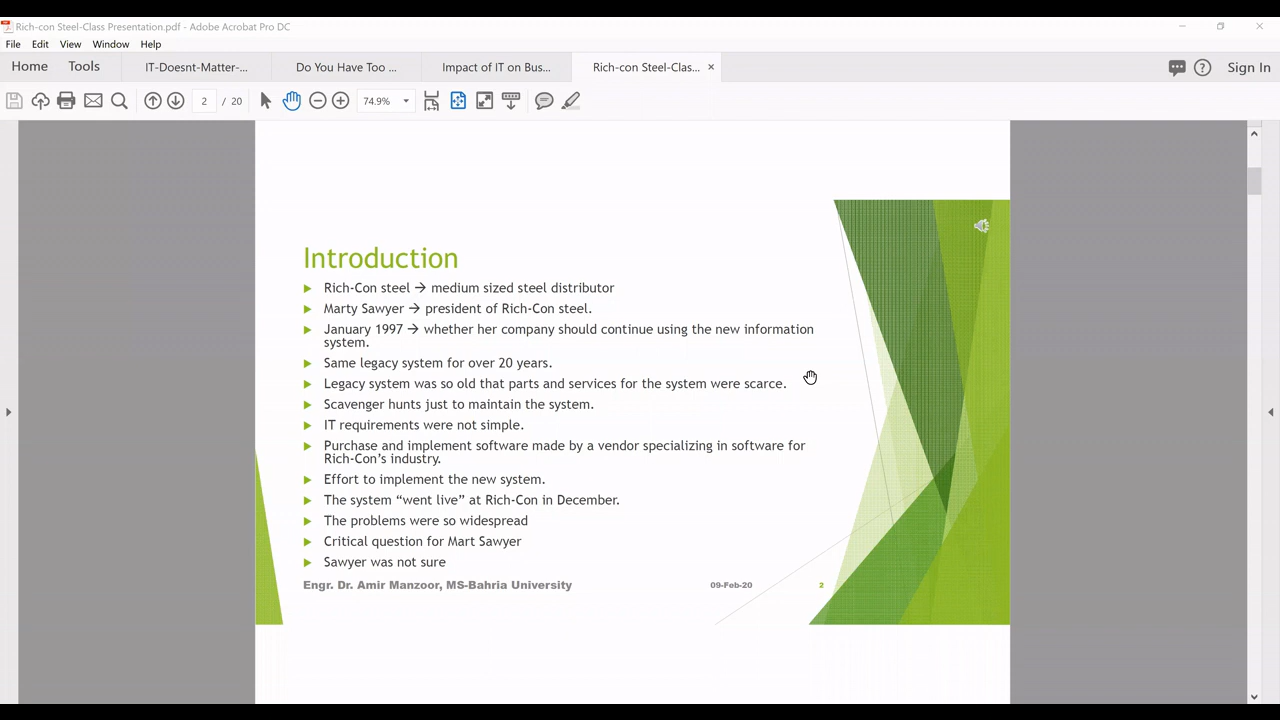 Rich-con Steel-Class Presentation.pdf - Adobe Acrobat Pro DC
File Edit View Window Help
Home Tools IT-Doesnt-Matter-... Do You Have Too ... Impact of IT on Bus... Rich-con Steel-Clas... × Sign In
2 / 20 74.9%
Introduction
Rich-Con steel → medium sized steel distributor
Marty Sawyer → president of Rich-Con steel.
January 1997 → whether her company should continue using the new information
system.
Same legacy system for over 20 years.
Legacy system was so old that parts and services for the system were scarce.
Scavenger hunts just to maintain the system.
IT requirements were not simple.
Purchase and implement software made by a vendor specializing in software for
Rich-Con's industry.
Effort to implement the new system.
The system “went live” at Rich-Con in December.
The problems were so widespread
Critical question for Mart Sawyer
Sawyer was not sure
Engr. Dr. Amir Manzoor, MS-Bahria University 09-Feb-20 2